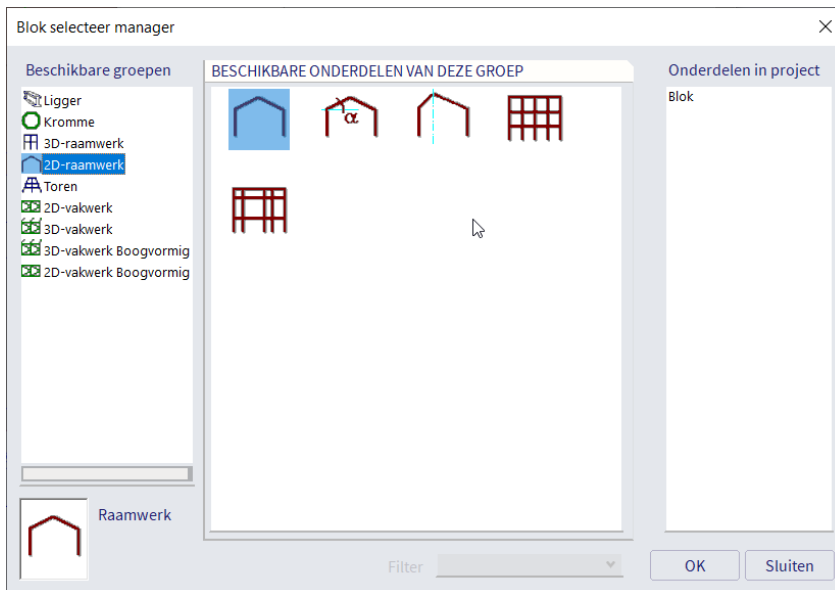 Blok selecteer manager
Beschikbare groepen
Ligger
Kromme
3D-raamwerk
2D-raamwerk
Toren
2D-vakwerk
3D-vakwerk
3D-vakwerk Boogvormig
2D-vakwerk Boogvormig
Raamwerk
BESCHIKBARE ONDERDELEN VAN DEZE GROEP
α
Filter
Onderdelen in project
Blok
OK
Sluiten